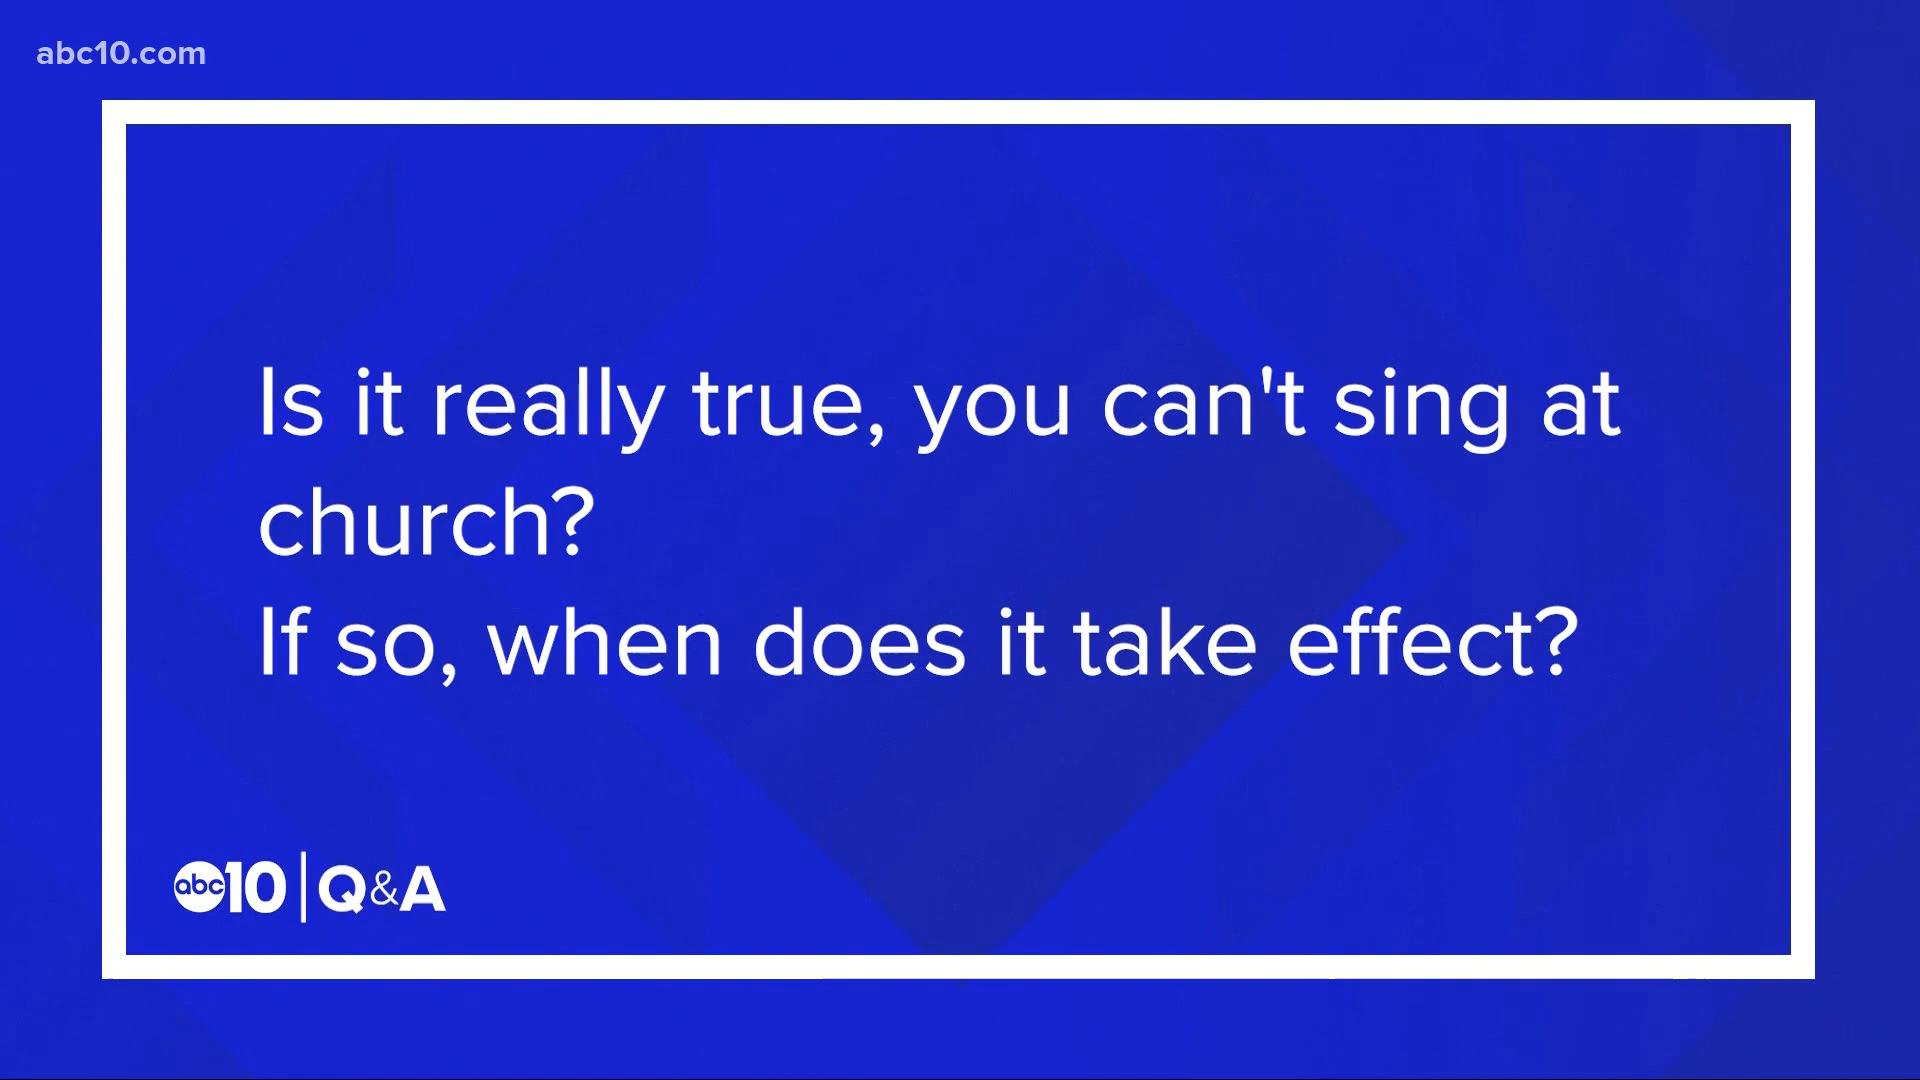 abc10.com
Is it really true, you can't sing at
church?
If so, when does it take effect?
abc10 | Q&A